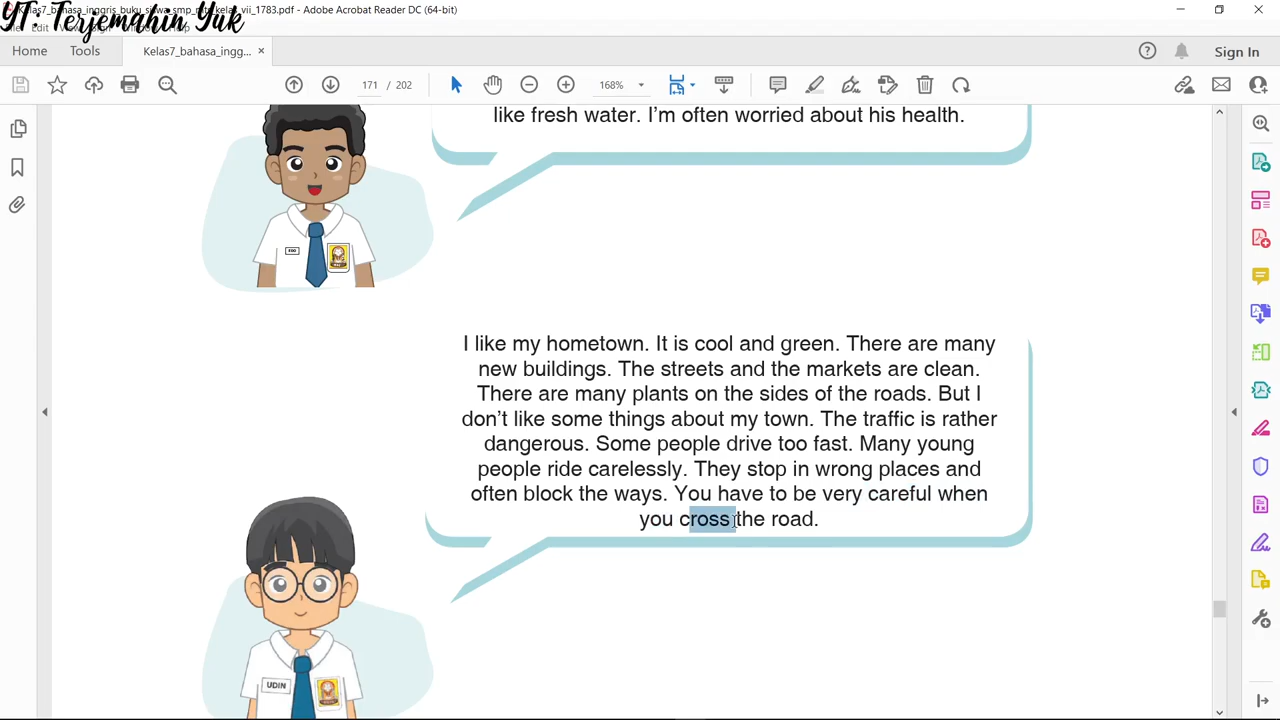 YT: Terjemahin Yuk
bahasa_inggris_buku_siswa_smp_mts_kelas_vii_1783.pdf - Adobe Acrobat Reader DC (64-bit)
Home Tools Kelas7_bahasa_ingg... × Sign In
171 / 202 168%
like fresh water. I'm often worried about his health.
I like my hometown. It is cool and green. There are many
new buildings. The streets and the markets are clean.
There are many plants on the sides of the roads. But I
don't like some things about my town. The traffic is rather
dangerous. Some people drive too fast. Many young
people ride carelessly. They stop in wrong places and
often block the ways. You have to be very careful when
you cross the road.
UDIN